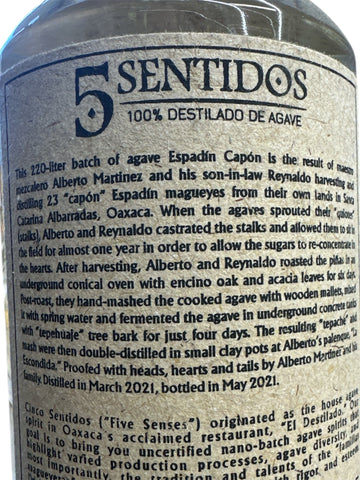 5 SENTIDOS
100% DESTILADO DE AGAVE
This 220-liter batch of agave Espadín Capón is the result of maestro
mezcalero Alberto Martinez and his son-in-law Reynaldo harvesting and
distilling 23 "capón" Espadín magueyes from their own lands in Santa
Catarina Albarradas, Oaxaca. When the agaves sprouted their "quiotes"
(stalks), Alberto and Reynaldo castrated the stalks and allowed them to sit in
the field for almost one year in order to allow the sugars to re-concentrate in
the hearts. After harvesting, Alberto and Reynaldo roasted the piñas in an
underground conical oven with encino oak and acacia leaves for six days.
Post-roast, they hand-mashed the cooked agave with wooden mallets, mixed
it with spring water and fermented the agave in underground concrete tanks
with "tepehuaje" tree bark for just four days. The resulting "tepache" and
mash were then double-distilled in small clay pots at Alberto's palenque, "La
Escondida." Proofed with heads, hearts and tails by Alberto Martinez and his
family. Distilled in March 2021, bottled in May 2021.
Cinco Sentidos ("Five Senses") originated as the house agave
spirit in Oaxaca's acclaimed restaurant, "El Destilado." Our
goal is to bring you uncertified nano-batch agave spirits that
highlight varied production processes, agave diversity, and
most importantly, the tradition and talents of the "familias
rigor and